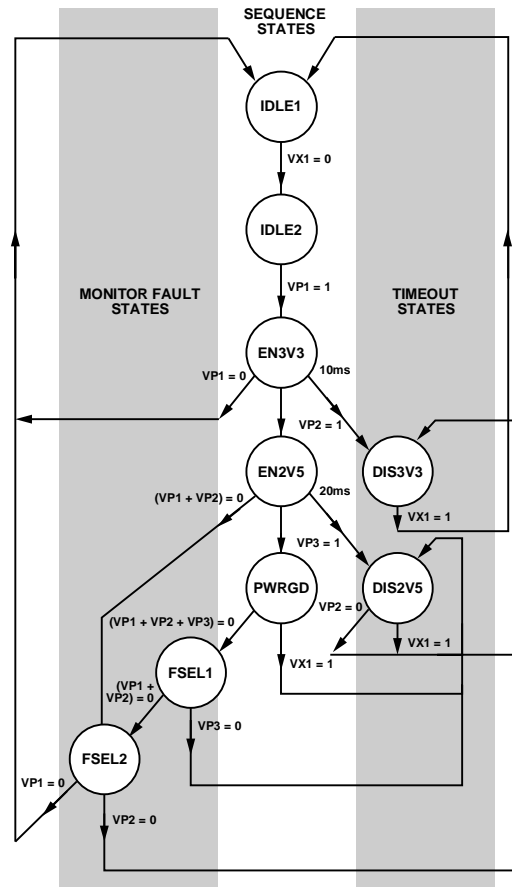 SEQUENCE
STATES
IDLE1
VX1 = 0
IDLE2
VP1 = 1
MONITOR FAULT
STATES
TIMEOUT
STATES
EN3V3
VP1 = 0
10ms
VP2 = 1
EN2V5
DIS3V3
20ms
(VP1 + VP2) = 0
VX1 = 1
VP3 = 1
PWRGD
DIS2V5
VP2 = 0
(VP1 + VP2 + VP3) = 0
VX1 = 1
VX1 = 1
FSEL1
(VP1 +
VP2) = 0
VP3 = 0
FSEL2
VP1 = 0
VP2 = 0